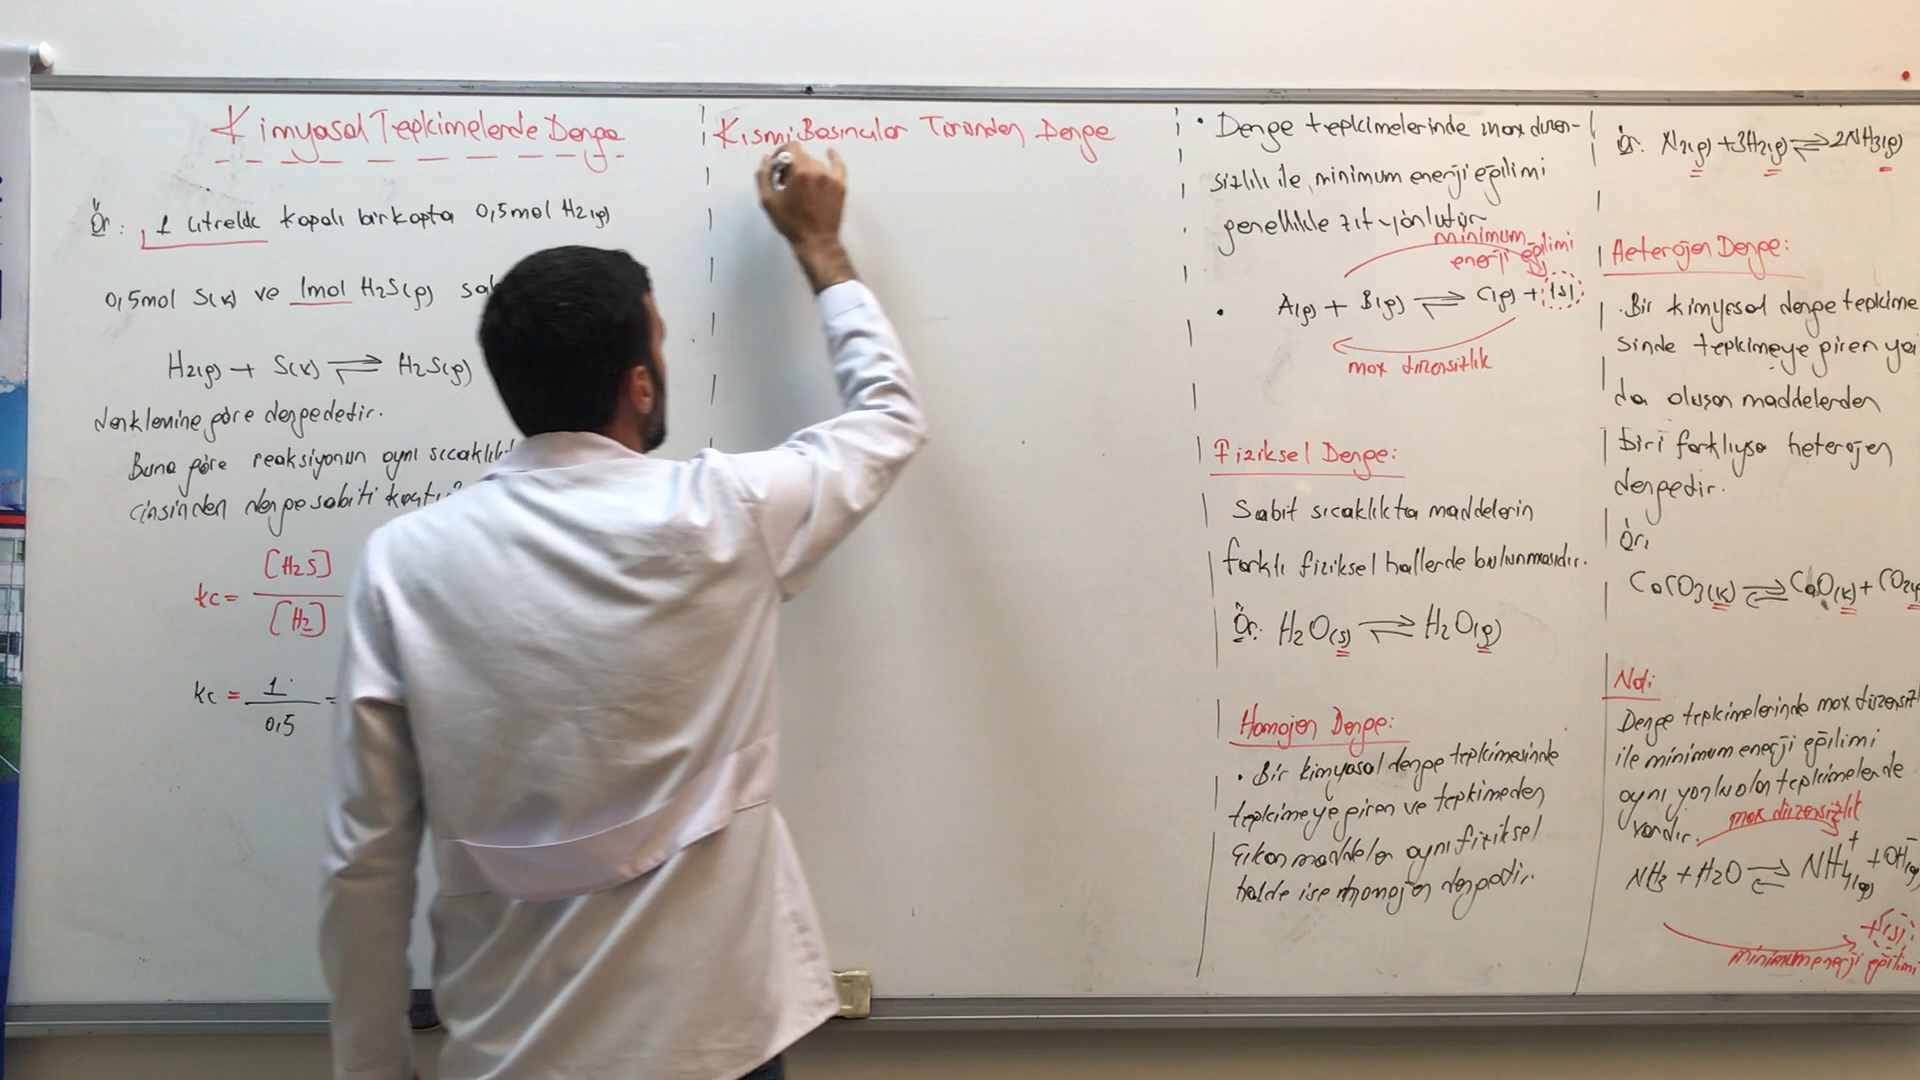 Kimyasal Tepkimelerde Denge
Ör: 1 Litrelik kapalı bir kapta 0,5mol H2(g)
0,5mol S(k) ve 1mol H2S(g)
H2(g) + S(k) ⇌ H2S(g)
denklemine göre dengededir.
Buna göre reaksiyonun aynı
cinsinden denge sabiti kaçtır?
kc = [H2S] / [H2]
kc = 1 / 0,5 =
Kısmi Basınçlar Türünden Denge
• Denge tepkimelerinde max düzen-
sizlik ile, minimum enerji eğilimi
genellikle zıt yönlüdür
minimum
enerji eğilimi
• A(g) + B(g) ⇌ C(g) + ısı
max düzensizlik
Fiziksel Denge:
Sabit sıcaklıkta maddelerin
farklı fiziksel hallerde bulunmasıdır.
Ör: H2O(s) ⇌ H2O(g)
Homojen Denge:
• Bir kimyasal denge tepkimesinde
tepkimeye giren ve tepkimeden
çıkan maddeler aynı fiziksel
halde ise homojen dengedir.
Ör: N2(g) + 3H2(g) ⇌ 2NH3(g)
Heterojen Denge:
• Bir kimyasal denge tepkime
sinde tepkimeye giren ya
da oluşan maddelerden
biri farklıysa heterojen
dengedir.
Ör:
CaCO3(k) ⇌ CaO(k) + CO2(g
Not:
Denge tepkimelerinde max düzensizl
ile minimum enerji eğilimi
aynı yönlü olan tepkimelerde
vardır.
max düzensizlik
NH3 + H2O ⇌ NH4+(g) + OH-(g)
+ ısı
minimum enerji eğilimi